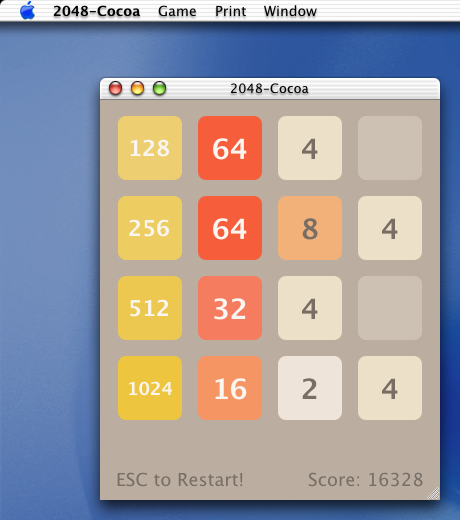 2048-Cocoa Game Print Window
2048-Cocoa
128 64 4
256 64 8 4
512 32 4
1024 16 2 4
ESC to Restart! Score: 16328